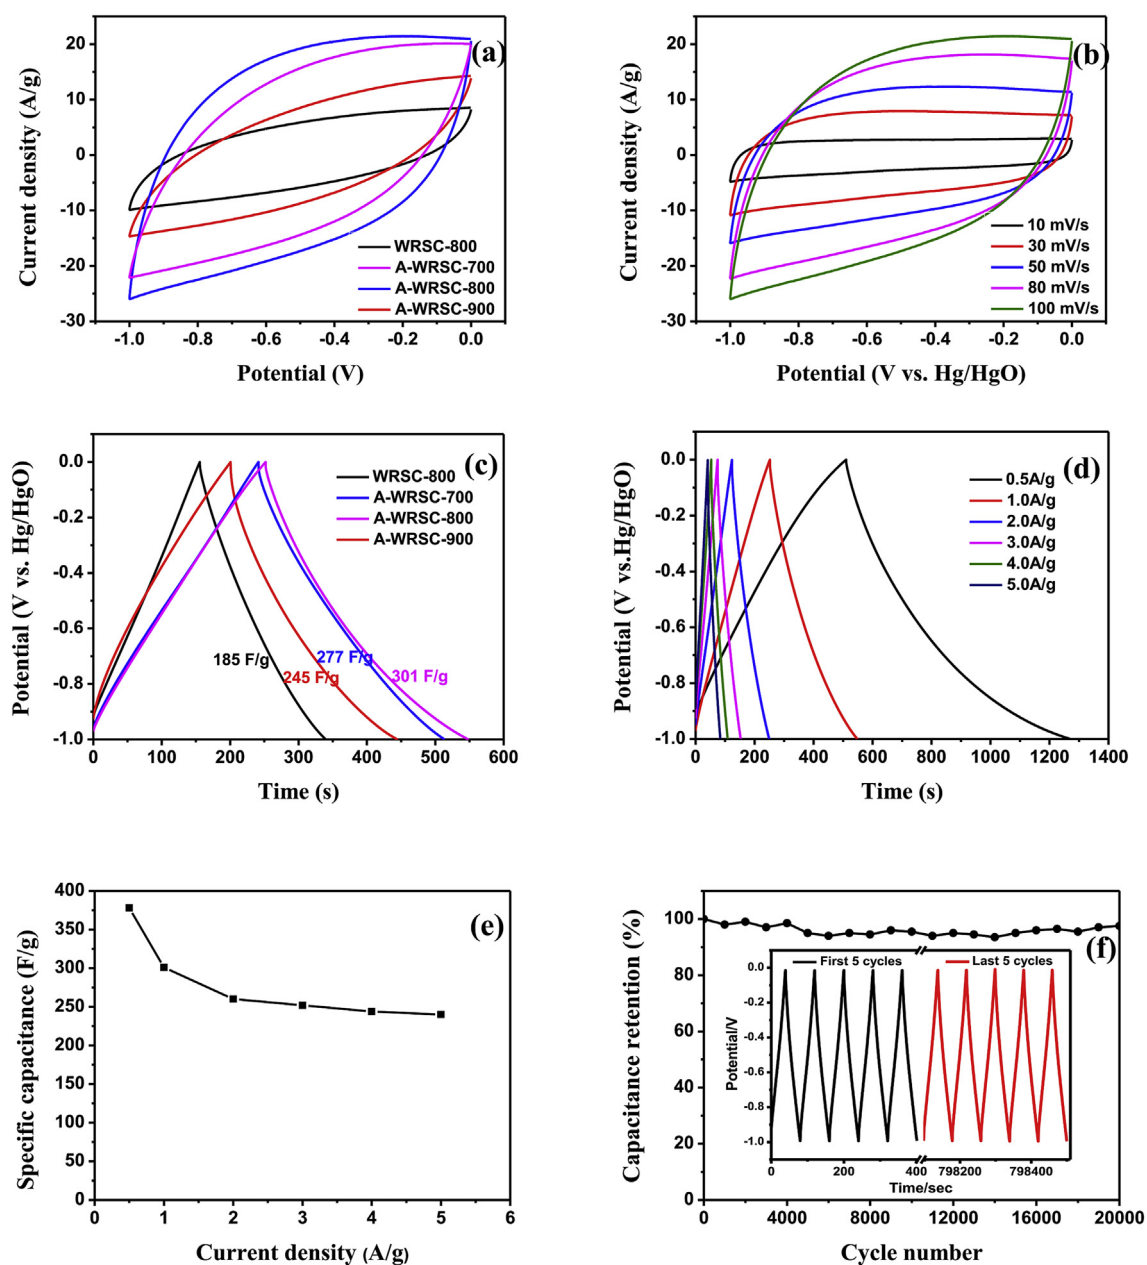 (a)
Current density (A/g)
20
10
0
-10
-20
-30
-1.0 -0.8 -0.6 -0.4 -0.2 0.0
Potential (V)
WRSC-800
A-WRSC-700
A-WRSC-800
A-WRSC-900
(b)
Current density (A/g)
20
10
0
-10
-20
-30
-1.0 -0.8 -0.6 -0.4 -0.2 0.0
Potential (V vs. Hg/HgO)
10 mV/s
30 mV/s
50 mV/s
80 mV/s
100 mV/s
(c)
Potential (V vs. Hg/HgO)
0.0
-0.2
-0.4
-0.6
-0.8
-1.0
0 100 200 300 400 500 600
Time (s)
WRSC-800
A-WRSC-700
A-WRSC-800
A-WRSC-900
185 F/g
245 F/g
277 F/g
301 F/g
(d)
Potential (V vs.Hg/HgO)
0.0
-0.2
-0.4
-0.6
-0.8
-1.0
0 200 400 600 800 1000 1200 1400
Time (s)
0.5A/g
1.0A/g
2.0A/g
3.0A/g
4.0A/g
5.0A/g
(e)
Specific capacitance (F/g)
400
350
300
250
200
150
100
50
0
0 1 2 3 4 5 6
Current density (A/g)
(f)
Capacitance retention (%)
100
80
60
40
20
0
0 4000 8000 12000 16000 20000
Cycle number
First 5 cycles
Last 5 cycles
Potential/V
0.0
-0.2
-0.4
-0.6
-0.8
-1.0
0 200 400 798200 798400
Time/sec